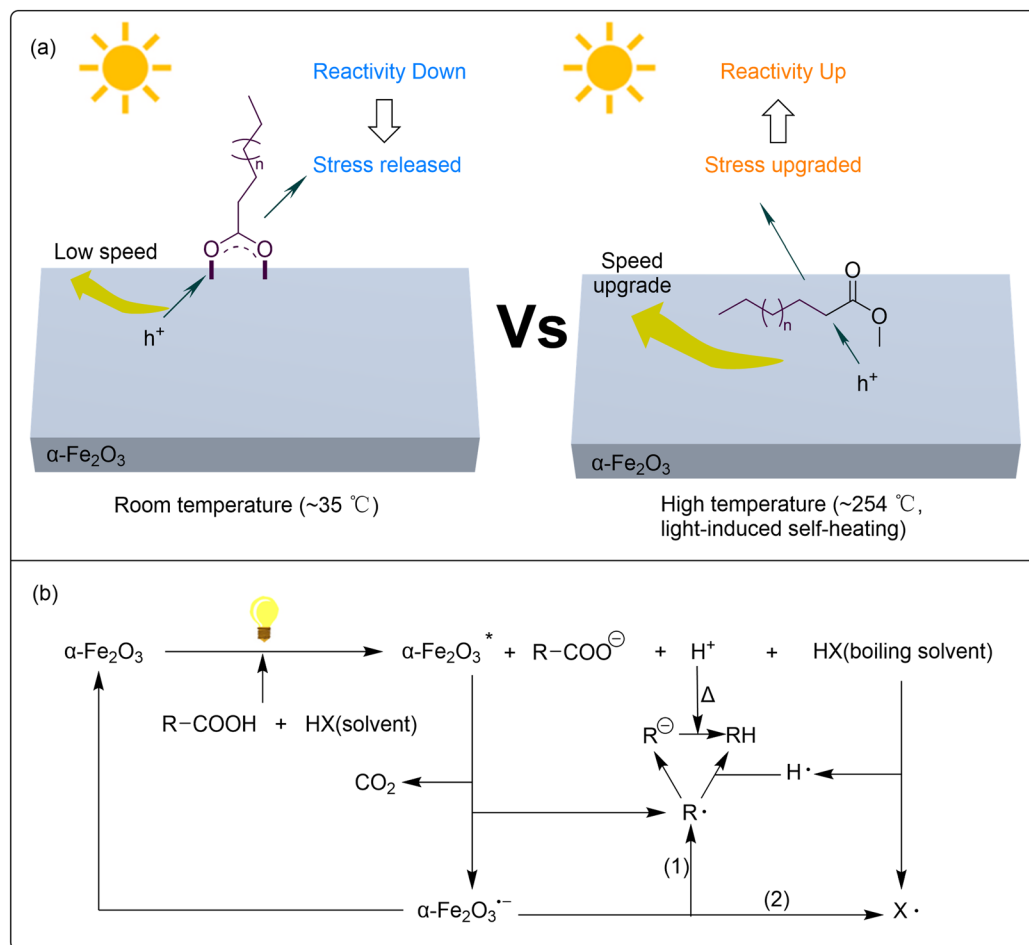 (a)
Reactivity Down
Stress released
Low speed
n
O O
h⁺
α-Fe₂O₃
Room temperature (~35 ℃)
Vs
Reactivity Up
Stress upgraded
Speed
upgrade
n
O
O
h⁺
α-Fe₂O₃
High temperature (~254 ℃,
light-induced self-heating)
(b)
α-Fe₂O₃ α-Fe₂O₃* + R-COO⊖ + H⁺ + HX(boiling solvent)
R-COOH + HX(solvent)
Δ
R⊖ RH
CO₂
H•
R•
(1)
α-Fe₂O₃•−
(2)
X•